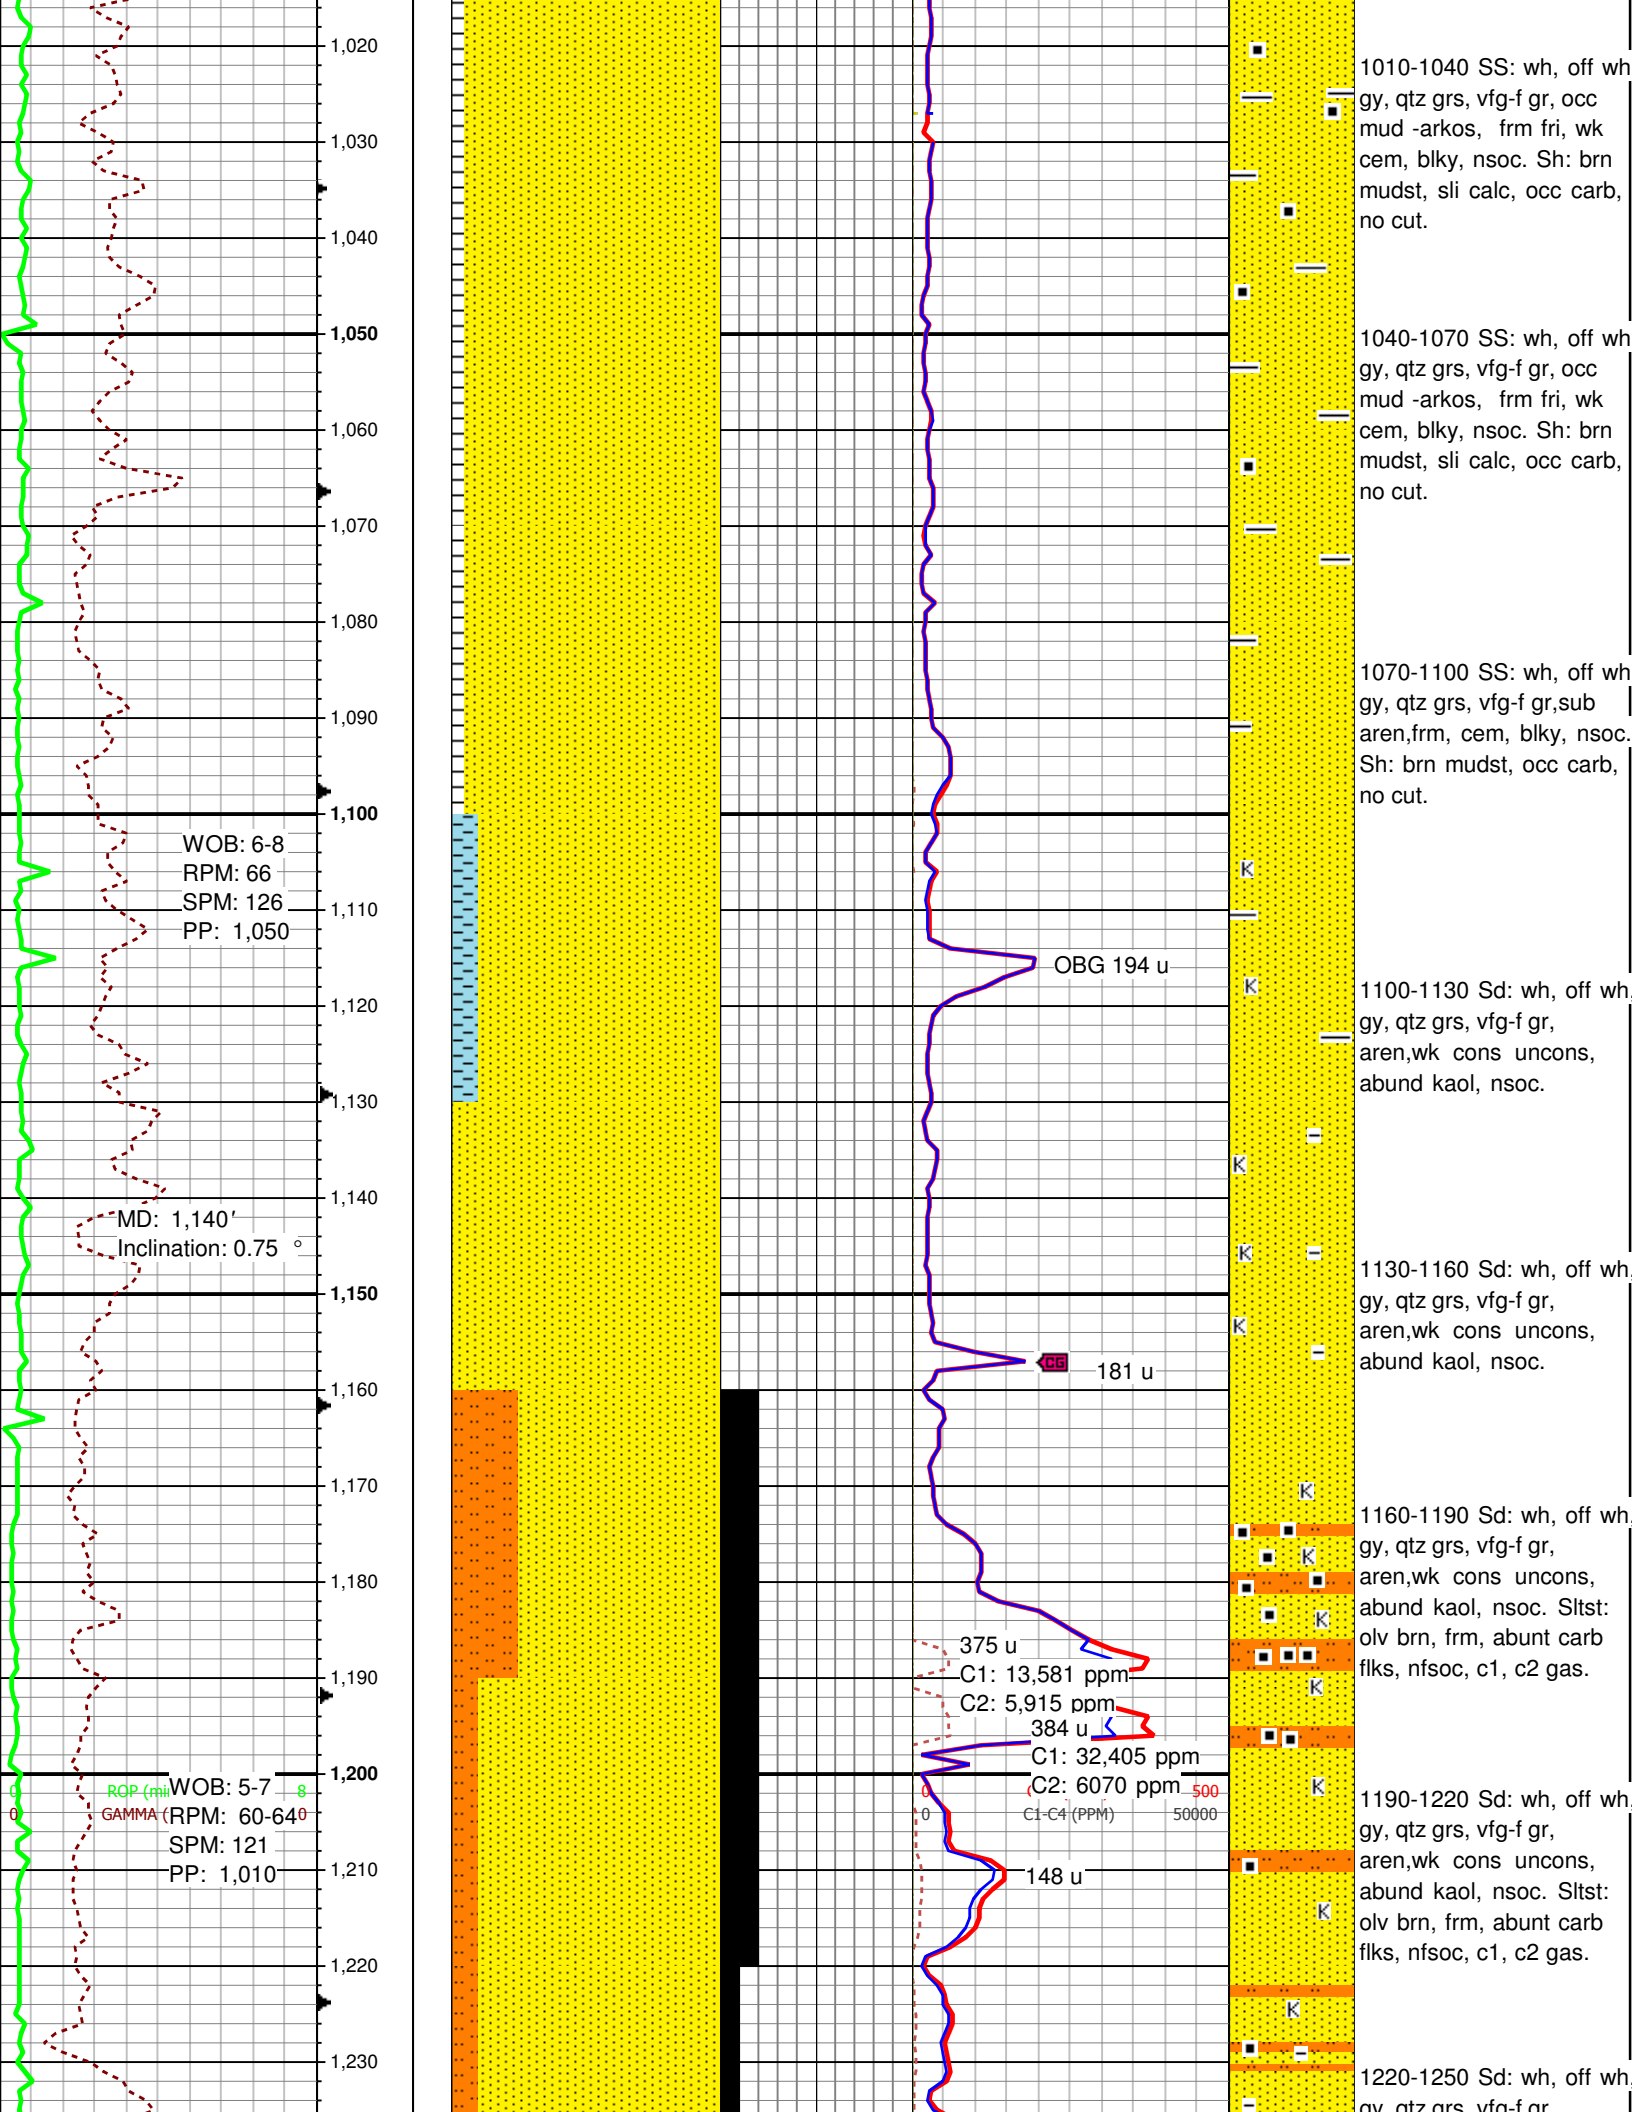 1,020
1,030
1,040
1,050
1,060
1,070
1,080
1,090
1,100
1,110
1,120
1,130
1,140
1,150
1,160
1,170
1,180
1,190
1,200
1,210
1,220
1,230
WOB: 6-8
RPM: 66
SPM: 126
PP: 1,050
MD: 1,140'
Inclination: 0.75 °
0 ROP (mi 8
0 GAMMA ( 0
WOB: 5-7
RPM: 60-64
SPM: 121
PP: 1,010
OBG 194 u
CG
181 u
375 u
C1: 13,581 ppm
C2: 5,915 ppm
384 u
C1: 32,405 ppm
C2: 6070 ppm
0 500
0 C1-C4 (PPM) 50000
148 u
K
K
K
K
K
K
K
K
K
K
K
K
1010-1040 SS: wh, off wh
gy, qtz grs, vfg-f gr, occ
mud -arkos, frm fri, wk
cem, blky, nsoc. Sh: brn
mudst, sli calc, occ carb,
no cut.
1040-1070 SS: wh, off wh
gy, qtz grs, vfg-f gr, occ
mud -arkos, frm fri, wk
cem, blky, nsoc. Sh: brn
mudst, sli calc, occ carb,
no cut.
1070-1100 SS: wh, off wh
gy, qtz grs, vfg-f gr,sub
aren,frm, cem, blky, nsoc.
Sh: brn mudst, occ carb,
no cut.
1100-1130 Sd: wh, off wh,
gy, qtz grs, vfg-f gr,
aren,wk cons uncons,
abund kaol, nsoc.
1130-1160 Sd: wh, off wh,
gy, qtz grs, vfg-f gr,
aren,wk cons uncons,
abund kaol, nsoc.
1160-1190 Sd: wh, off wh,
gy, qtz grs, vfg-f gr,
aren,wk cons uncons,
abund kaol, nsoc. Sltst:
olv brn, frm, abunt carb
flks, nfsoc, c1, c2 gas.
1190-1220 Sd: wh, off wh,
gy, qtz grs, vfg-f gr,
aren,wk cons uncons,
abund kaol, nsoc. Sltst:
olv brn, frm, abunt carb
flks, nfsoc, c1, c2 gas.
1220-1250 Sd: wh, off wh,
gy, qtz grs, vfg-f gr,